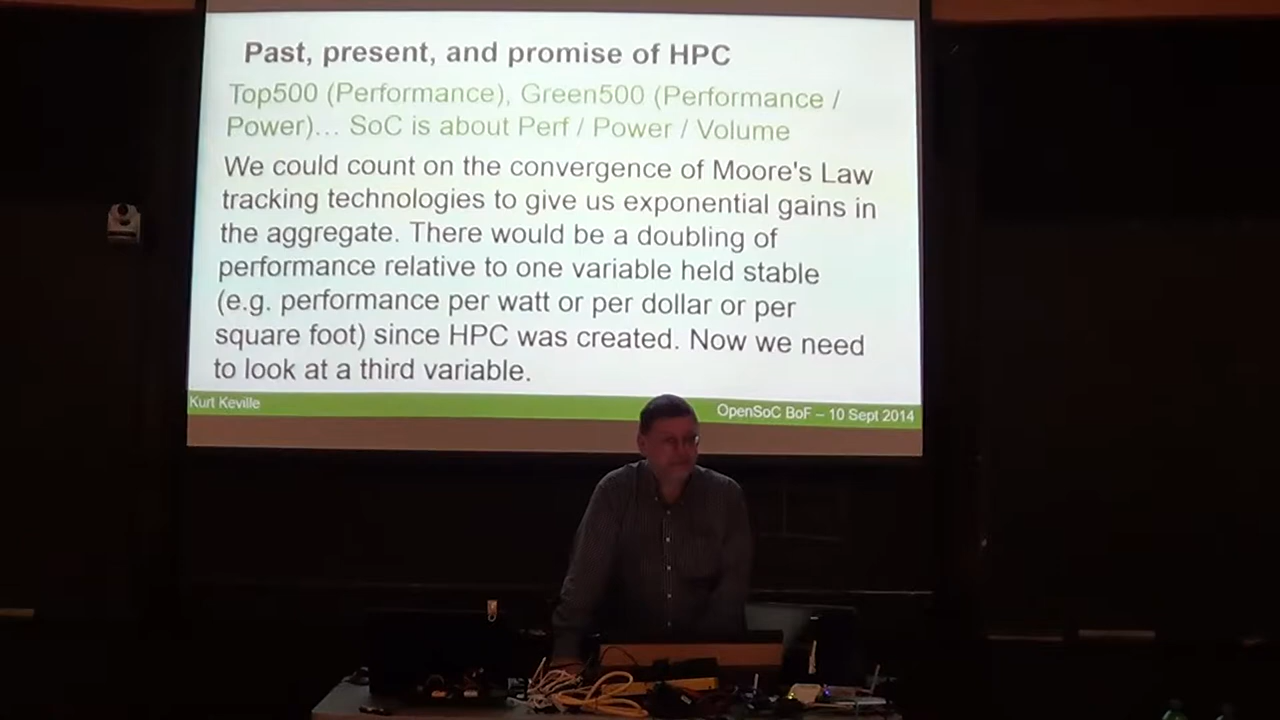 Past, present, and promise of HPC
Top500 (Performance), Green500 (Performance /
Power)... SoC is about Perf / Power / Volume
We could count on the convergence of Moore's Law
tracking technologies to give us exponential gains in
the aggregate. There would be a doubling of
performance relative to one variable held stable
(e.g. performance per watt or per dollar or per
square foot) since HPC was created. Now we need
to look at a third variable.
Kurt Keville
OpenSoC BoF – 10 Sept 2014